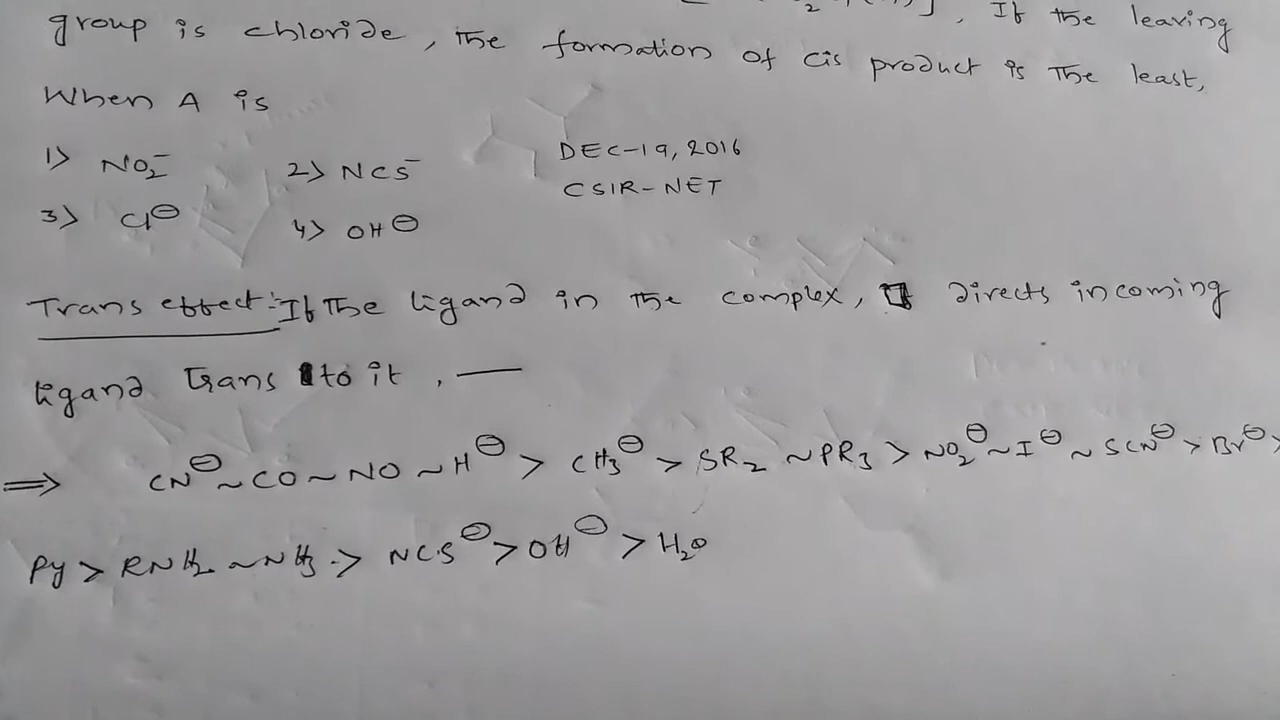 2
group is chloride, the formation of cis product is the least,
], If the leaving
When A is
1) NO2⁻ 2) NCS⁻
DEC-19, 2016
CSIR-NET
3) Cl⊖ 4) OH⊖
Trans effect:- If the ligand in the complex, directs incoming
ligand trans to it, —
⇒ CN⊖ ~ CO ~ NO ~ H⊖ > CH3⊖ > SR2 ~ PR3 > NO2⊖ ~ I⊖ ~ SCN⊖ > Br⊖ >
Py > RNH2 ~ NH3 > NCS⊖ > OH⊖ > H2O